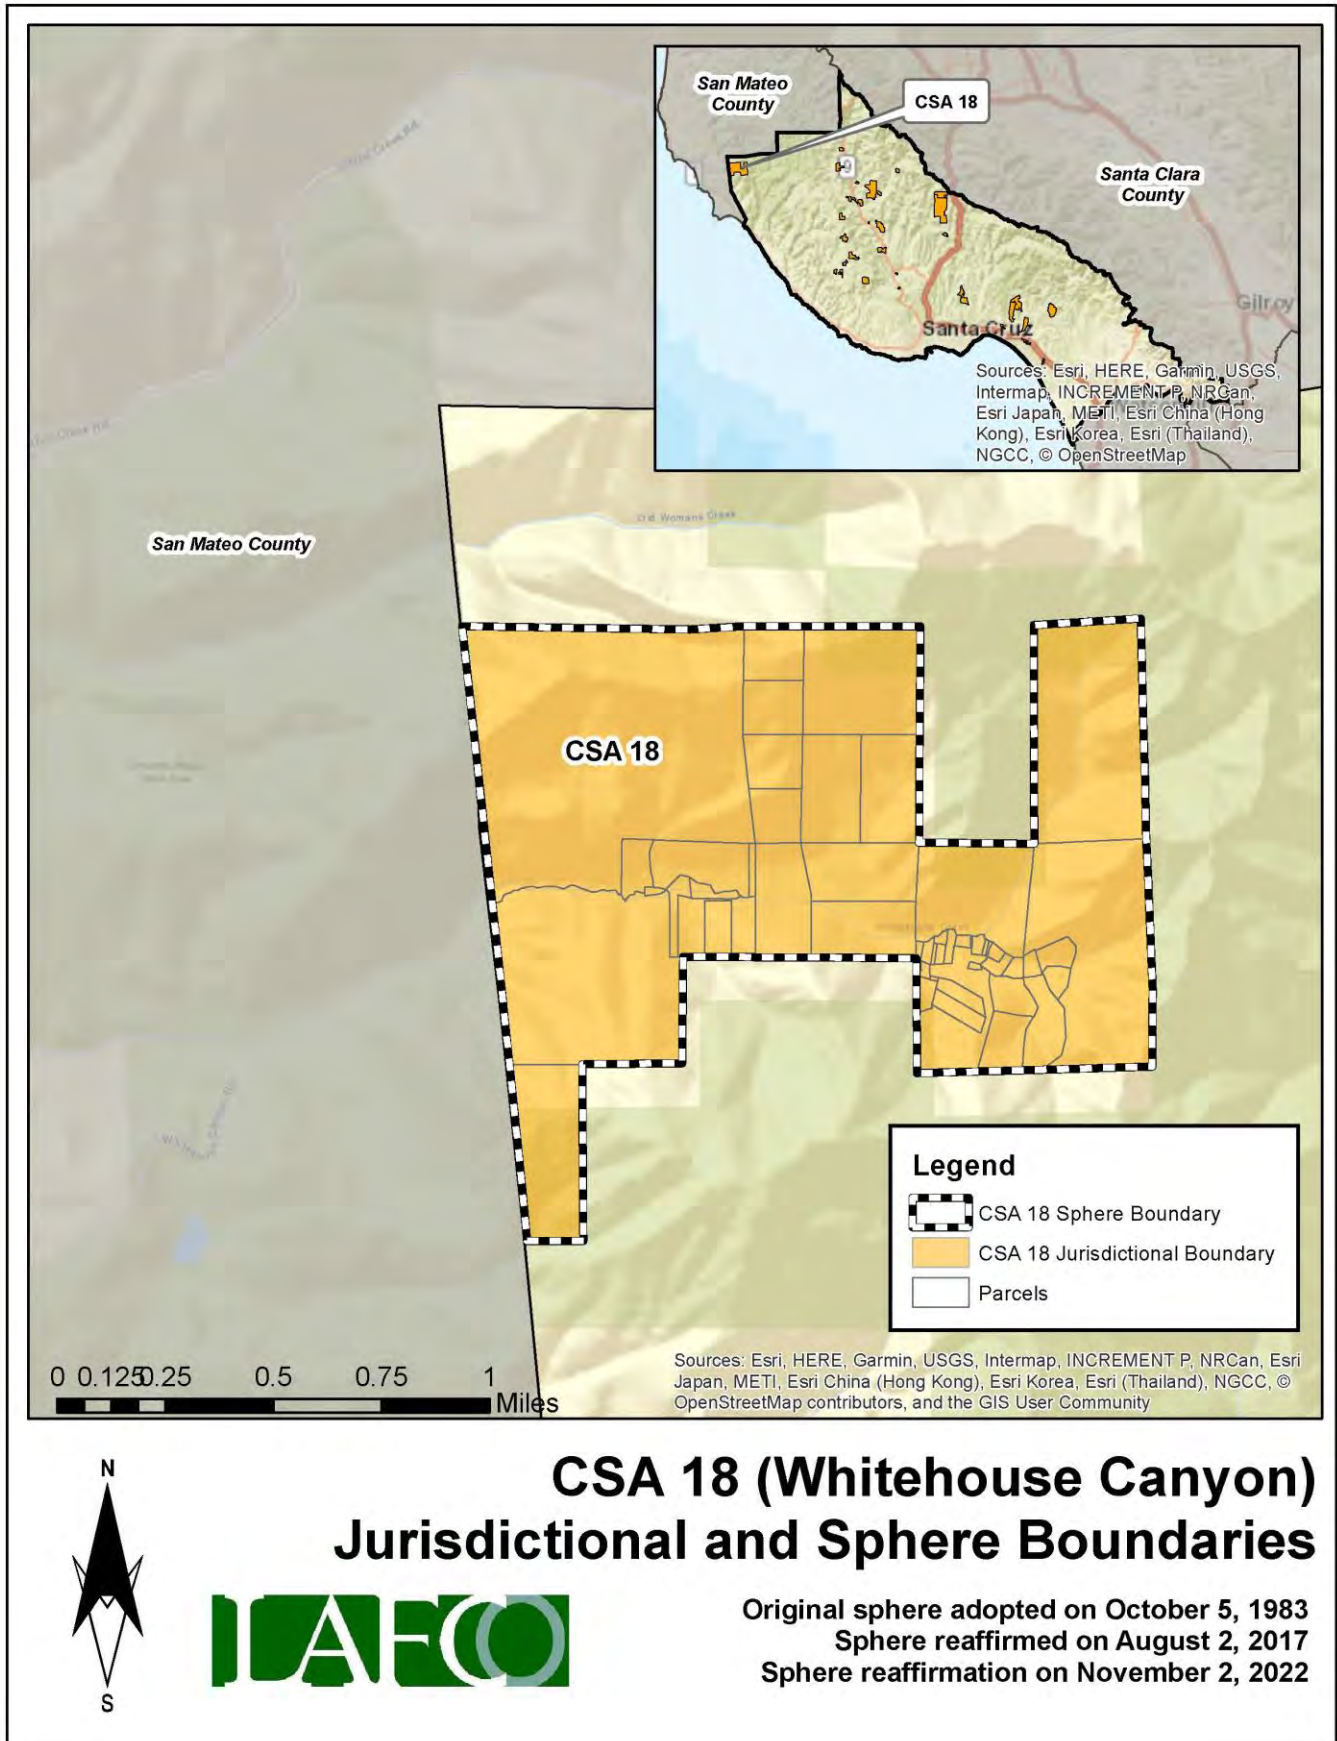 San Mateo
County
CSA 18
9
Santa Clara
County
Gilroy
Santa Cruz
Sources: Esri, HERE, Garmin, USGS,
Intermap, INCREMENT P, NRCan,
Esri Japan, METI, Esri China (Hong
Kong), Esri Korea, Esri (Thailand),
NGCC, © OpenStreetMap
Old Womans Creek
San Mateo County
CSA 18
Legend
CSA 18 Sphere Boundary
CSA 18 Jurisdictional Boundary
Parcels
0 0.125 0.25 0.5 0.75 1
Miles
Sources: Esri, HERE, Garmin, USGS, Intermap, INCREMENT P, NRCan, Esri
Japan, METI, Esri China (Hong Kong), Esri Korea, Esri (Thailand), NGCC, ©
OpenStreetMap contributors, and the GIS User Community
N
S
CSA 18 (Whitehouse Canyon)
Jurisdictional and Sphere Boundaries
LAFCO
Original sphere adopted on October 5, 1983
Sphere reaffirmed on August 2, 2017
Sphere reaffirmation on November 2, 2022